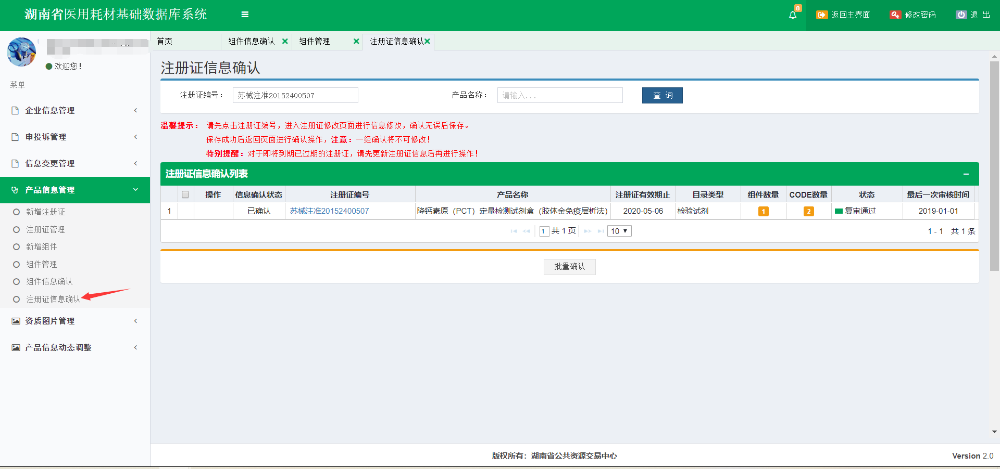 湖南省医用耗材基础数据库系统
0
返回主界面
修改密码
退 出
首页
组件信息确认
组件管理
注册证信息确认
欢迎您!
菜单
企业信息管理
申投诉管理
信息变更管理
产品信息管理
新增注册证
注册证管理
新增组件
组件管理
组件信息确认
注册证信息确认
资质图片管理
产品信息动态调整
注册证信息确认
注册证编号： 苏械注准20152400507 产品名称： 请输入... 查 询
温馨提示： 请先点击注册证编号，进入注册证修改页面进行信息修改，确认无误后保存。
保存成功后返回页面进行确认操作，注意：一经确认将不可修改！
特别提醒：对于即将到期已过期的注册证，请先更新注册证信息后再进行操作！
注册证信息确认列表
操作 信息确认状态 注册证编号 产品名称 注册证有效期止 目录类型 组件数量 CODE数量 状态 最后一次审核时间
1 已确认 苏械注准20152400507 降钙素原（PCT）定量检测试剂盒（胶体金免疫层析法） 2020-05-06 检验试剂 1 2 复审通过 2019-01-01
1 共 1 页 10 1 - 1 共 1 条
批量确认
版权所有：湖南省公共资源交易中心
Version 2.0